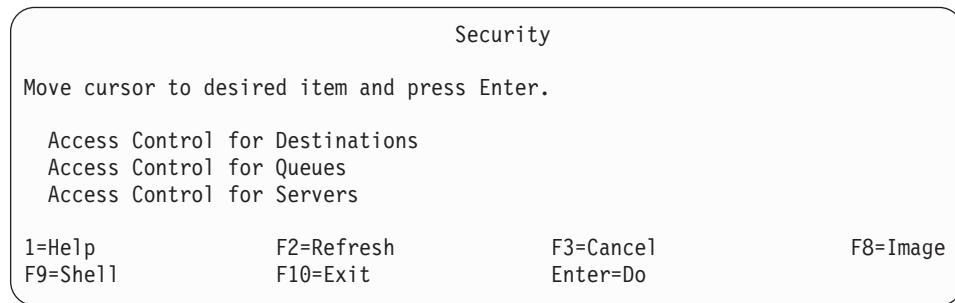 Security
Move cursor to desired item and press Enter.
Access Control for Destinations
Access Control for Queues
Access Control for Servers
1=Help F2=Refresh F3=Cancel F8=Image
F9=Shell F10=Exit Enter=Do